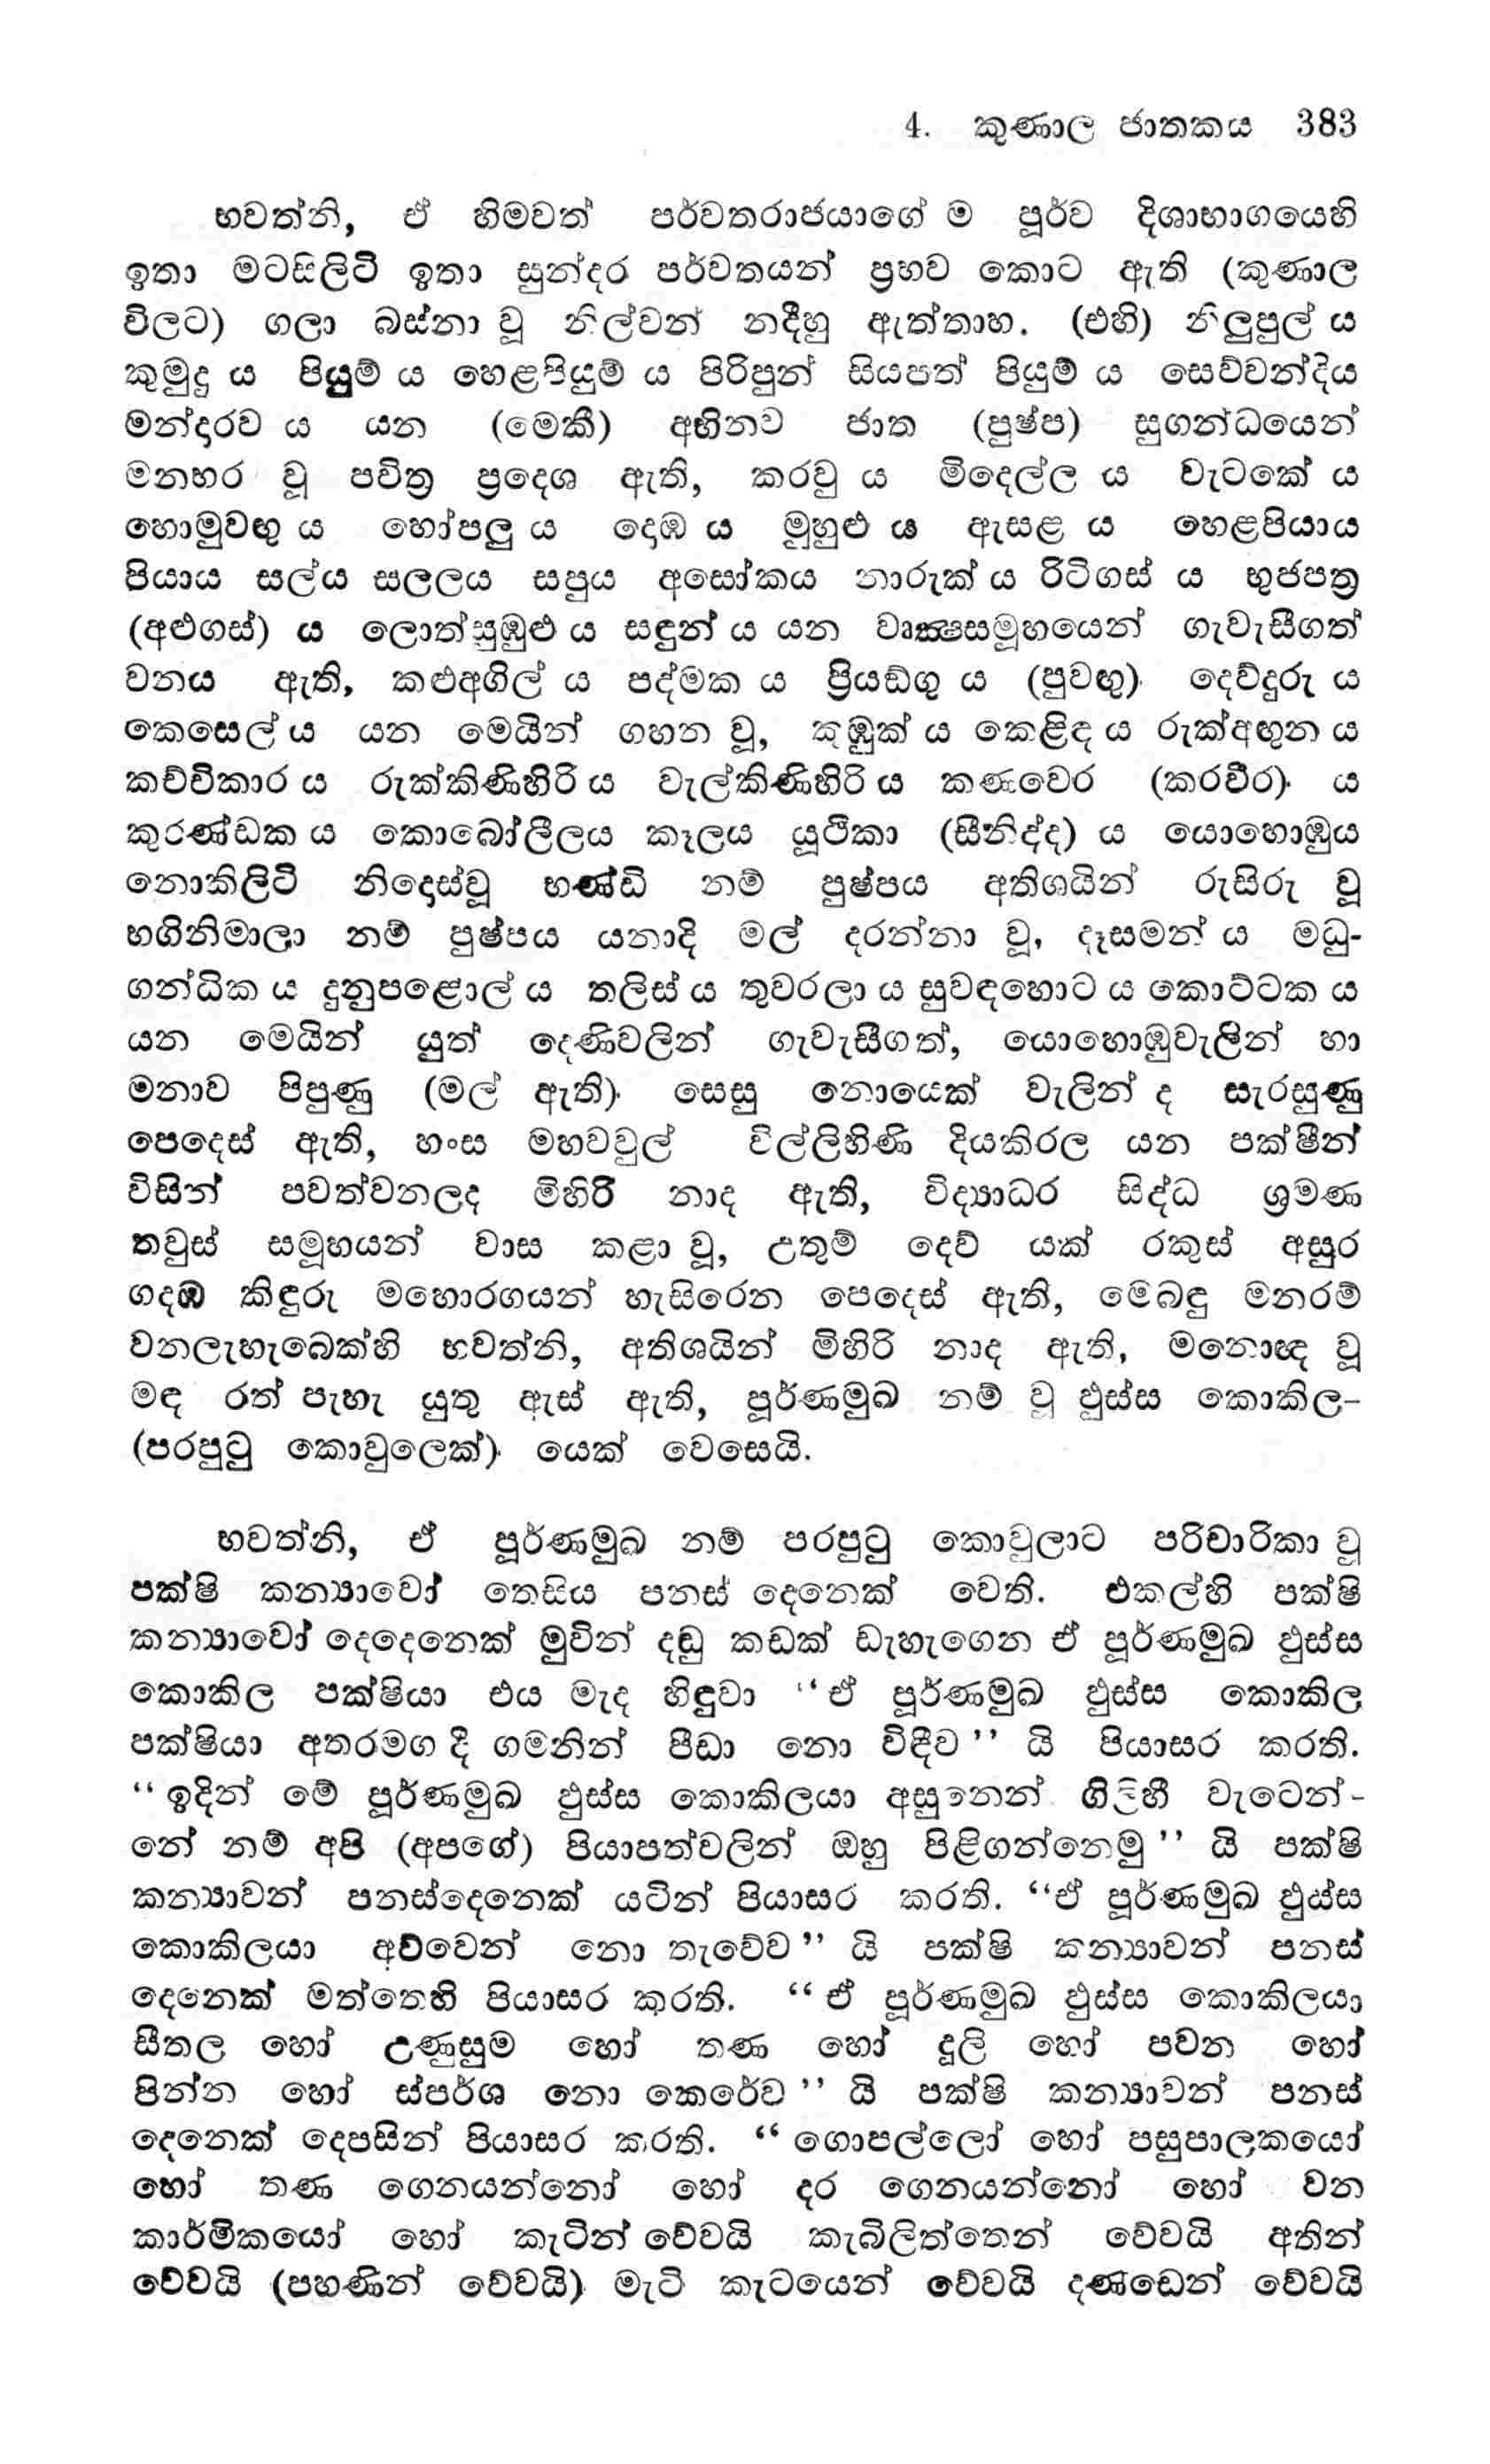 4. කුණාල ජාතකය 383
භවත්නි, ඒ හිමවත් පර්වතරාජයාගේ ම පූර්ව දිශාභාගයෙහි
ඉතා මටසිලිටි ඉතා සුන්දර පර්වතයන් ප්‍රභව කොට ඇති (කුණාල
විලට) ගලා බස්නා වූ නිල්වන් නදීහු ඇත්තාහ. (එහි) නිලුපුල් ය
කුමුදු ය පියුම් ය හෙළපියුම් ය පිරිපුන් සියපත් පියුම් ය සෙව්වන්දිය
මන්දාරව ය යන (මෙකී) අභිනව ජාත (පුෂ්ප) සුගන්ධයෙන්
මනහර වූ පවිත්‍ර ප්‍රදෙශ ඇති, කරවු ය මිදෙල්ල ය වැටකේ ය
හොමුවඟු ය හෝපලු ය දොඹ ය මුහුළු ය ඇසළ ය හෙළපියාය
පියාය සල්ය සලලය සපුය අසෝකය නාරුක් ය රිටිගස් ය භුජපත්‍ර
(අළුගස්) ය ලොත්සුඹුළු ය සඳුන් ය යන වෘක්‍ෂසමූහයෙන් ගැවැසීගත්
වනය ඇති, කළුඅගිල් ය පද්මක ය ප්‍රියඞ්ගු ය (පුවඟු) දෙව්දුරු ය
කෙසෙල් ය යන මෙයින් ගහන වූ, කුඹුක් ය කෙළිඳ ය රුක්අඟුන ය
කච්චිකාර ය රුක්කිණිහිරි ය වැල්කිණිහිරි ය කණවෙර (කරවීර) ය
කුරණ්ඩක ය කොබෝලීලය කෑලය යූථිකා (සීනිද්ද) ය යොහොඹුය
නොකිලිටි නිදොස්වූ භණ්ඩි නම් පුෂ්පය අතිශයින් රුසිරු වූ
භගිනිමාලා නම් පුෂ්පය යනාදි මල් දරන්නා වූ, දෑසමන් ය මධු-
ගන්ධික ය දුනුපළොල් ය තලිස් ය තුවරලා ය සුවඳහොට ය කොට්ටක ය
යන මෙයින් යුත් දෙණිවලින් ගැවැසීගත්, යොහොඹුවැලින් හා
මනාව පිපුණු (මල් ඇති) සෙසු නොයෙක් වැලින් ද සැරසුණු
පෙදෙස් ඇති, හංස මහවවුල් විල්ලිහිණි දියකිරල යන පක්ෂීන්
විසින් පවත්වනලද මිහිරි නාද ඇති, විද්‍යාධර සිද්ධ ශ්‍රමණ
තවුස් සමූහයන් වාස කළා වූ, උතුම් දෙව් යක් රකුස් අසුර
ගදඹ කිඳුරු මහොරගයන් හැසිරෙන පෙදෙස් ඇති, මෙබඳු මනරම්
වනලැහැබෙක්හි භවත්නි, අතිශයින් මිහිරි නාද ඇති, මනොඥ වූ
මඳ රත් පැහැ යුතු ඇස් ඇති, පූර්ණමුඛ නම් වූ ඵුස්ස කොකිල-
(පරපුටු කොවුලෙක්) යෙක් වෙසෙයි.
භවත්නි, ඒ පූර්ණමුඛ නම් පරපුටු කොවුලාට පරිචාරිකා වූ
පක්ෂි කන්‍යාවෝ තෙසිය පනස් දෙනෙක් වෙති. එකල්හි පක්ෂි
කන්‍යාවෝ දෙදෙනෙක් මුවින් දඬු කඩක් ඩැහැගෙන ඒ පූර්ණමුඛ ඵුස්ස
කොකිල පක්ෂියා එය මැද හිඳුවා “ඒ පූර්ණමුඛ ඵුස්ස කොකිල
පක්ෂියා අතරමග දී ගමනින් පීඩා නො විඳීව” යි පියාසර කරති.
“ඉදින් මේ පූර්ණමුඛ ඵුස්ස කොකිලයා අසුනෙන් ගිලිහී වැටෙන්-
නේ නම් අපි (අපගේ) පියාපත්වලින් ඔහු පිළිගන්නෙමු” යි පක්ෂි
කන්‍යාවන් පනස්දෙනෙක් යටින් පියාසර කරති. “ඒ පූර්ණමුඛ ඵුස්ස
කොකිලයා අව්වෙන් නො තැවේව” යි පක්ෂි කන්‍යාවන් පනස්
දෙනෙක් මත්තෙහි පියාසර කරති. “ඒ පූර්ණමුඛ ඵුස්ස කොකිලයා
සීතල හෝ උණුසුම හෝ තණ හෝ දූලි හෝ පවන හෝ
පින්න හෝ ස්පර්ශ නො කෙරේව” යි පක්ෂි කන්‍යාවන් පනස්
දෙනෙක් දෙපසින් පියාසර කරති. “ගොපල්ලෝ හෝ පසුපාලකයෝ
හෝ තණ ගෙනයන්නෝ හෝ දර ගෙනයන්නෝ හෝ වන
කාර්මිකයෝ හෝ කැටින් වේවයි කැබිලිත්තෙන් වේවයි අතින්
වේවයි (පහණින් වේවයි) මැටි කැටයෙන් වේවයි දණ්ඩෙන් වේවයි